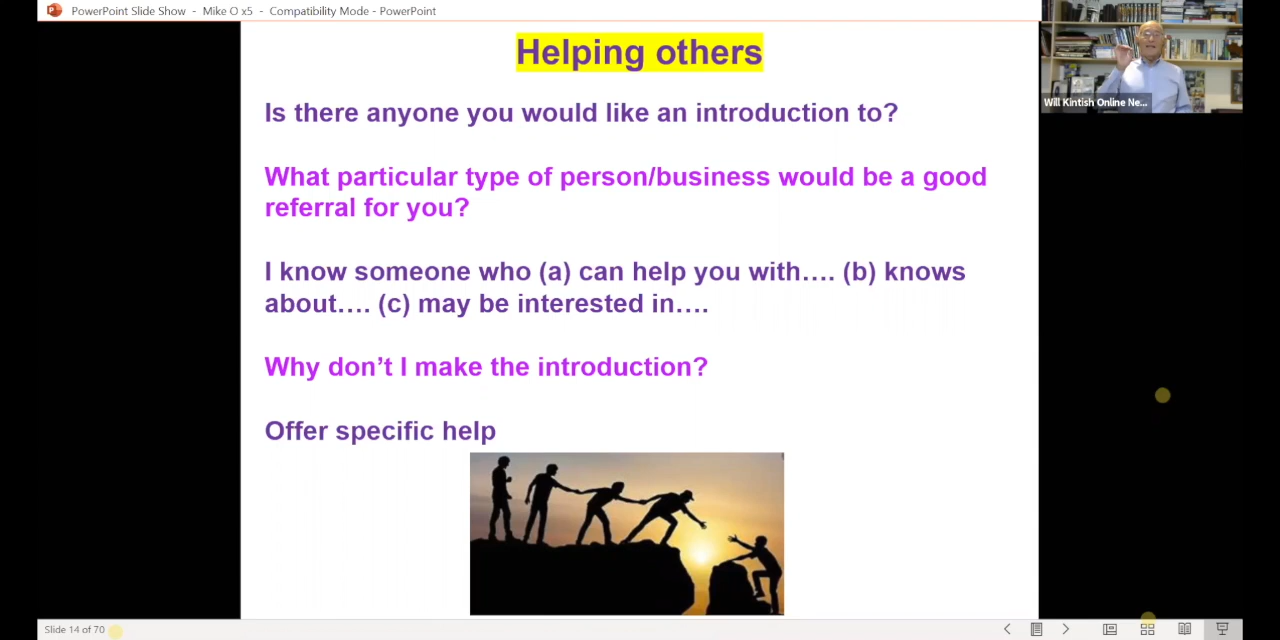 PowerPoint Slide Show - Mike O x5 - Compatibility Mode - PowerPoint
Helping others
Is there anyone you would like an introduction to?
What particular type of person/business would be a good
referral for you?
I know someone who (a) can help you with…. (b) knows
about…. (c) may be interested in….
Why don’t I make the introduction?
Offer specific help
Will Kintish Online Ne...
Slide 14 of 70